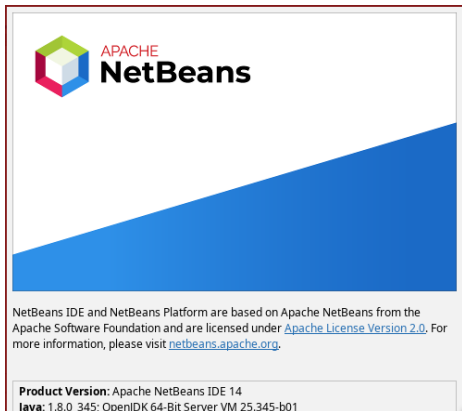 APACHE
NetBeans
NetBeans IDE and NetBeans Platform are based on Apache NetBeans from the
Apache Software Foundation and are licensed under Apache License Version 2.0. For
more information, please visit netbeans.apache.org.
Product Version: Apache NetBeans IDE 14
Java: 1.8.0_345; OpenJDK 64-Bit Server VM 25.345-b01